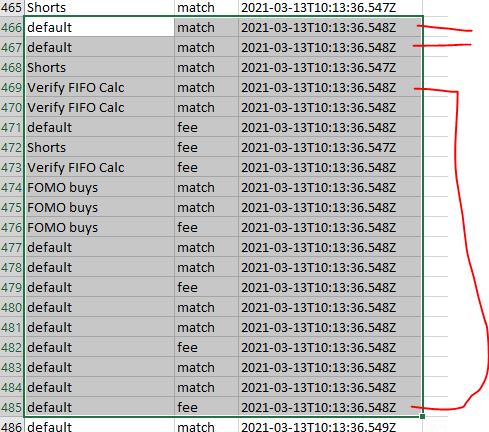 465 Shorts match 2021-03-13T10:13:36.547Z
466 default match 2021-03-13T10:13:36.548Z
467 default match 2021-03-13T10:13:36.548Z
468 Shorts match 2021-03-13T10:13:36.547Z
469 Verify FIFO Calc match 2021-03-13T10:13:36.548Z
470 Verify FIFO Calc match 2021-03-13T10:13:36.548Z
471 default fee 2021-03-13T10:13:36.548Z
472 Shorts fee 2021-03-13T10:13:36.547Z
473 Verify FIFO Calc fee 2021-03-13T10:13:36.548Z
474 FOMO buys match 2021-03-13T10:13:36.548Z
475 FOMO buys match 2021-03-13T10:13:36.548Z
476 FOMO buys fee 2021-03-13T10:13:36.548Z
477 default match 2021-03-13T10:13:36.548Z
478 default match 2021-03-13T10:13:36.548Z
479 default fee 2021-03-13T10:13:36.548Z
480 default match 2021-03-13T10:13:36.548Z
481 default match 2021-03-13T10:13:36.548Z
482 default fee 2021-03-13T10:13:36.548Z
483 default match 2021-03-13T10:13:36.548Z
484 default match 2021-03-13T10:13:36.548Z
485 default fee 2021-03-13T10:13:36.548Z
486 default match 2021-03-13T10:13:36.549Z